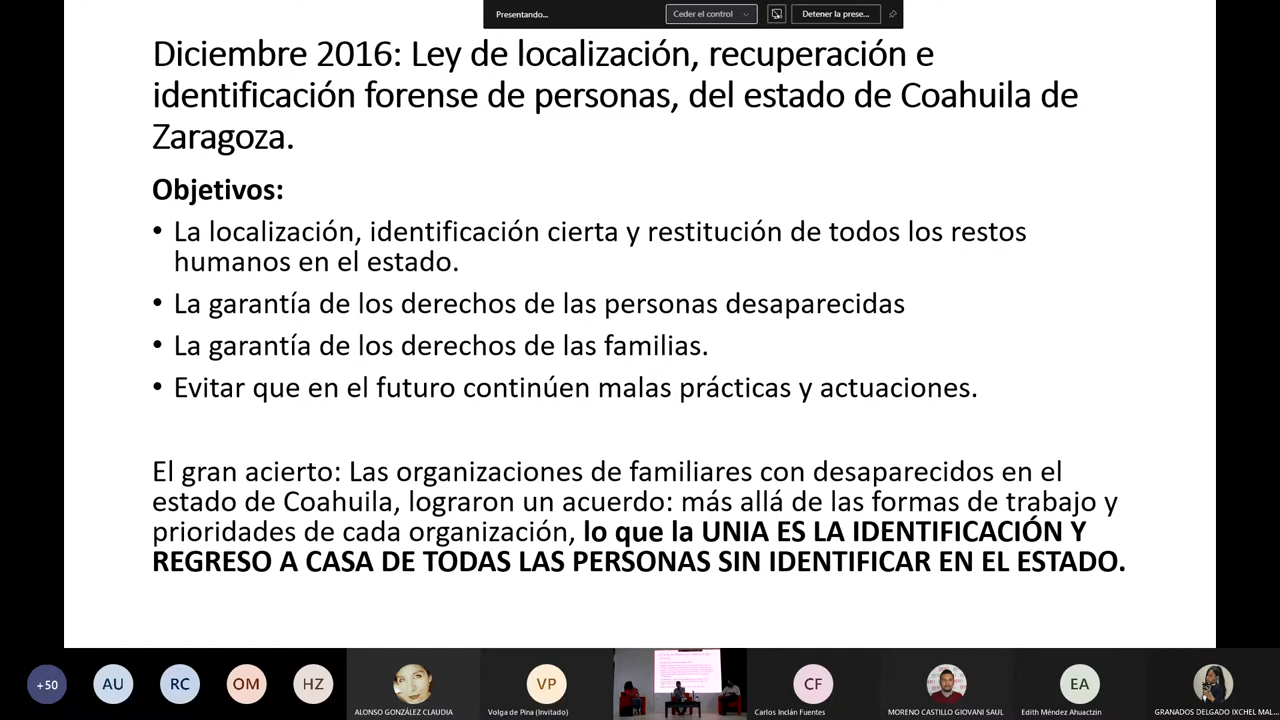 Presentando...
Ceder el control
Detener la prese...
Diciembre 2016: Ley de localización, recuperación e
identificación forense de personas, del estado de Coahuila de
Zaragoza.
Objetivos:
• La localización, identificación cierta y restitución de todos los restos
humanos en el estado.
• La garantía de los derechos de las personas desaparecidas
• La garantía de los derechos de las familias.
• Evitar que en el futuro continúen malas prácticas y actuaciones.
El gran acierto: Las organizaciones de familiares con desaparecidos en el
estado de Coahuila, lograron un acuerdo: más allá de las formas de trabajo y
prioridades de cada organización, lo que la UNIA ES LA IDENTIFICACIÓN Y
REGRESO A CASA DE TODAS LAS PERSONAS SIN IDENTIFICAR EN EL ESTADO.
+50
AU
RC
OM
HZ
ALONSO GONZÁLEZ CLAUDIA
VP
Volga de Pina (Invitado)
CF
Carlos Inclán Fuentes
MORENO CASTILLO GIOVANI SAUL
EA
Edith Méndez Ahuactzin
GRANADOS DELGADO IXCHEL MAL...